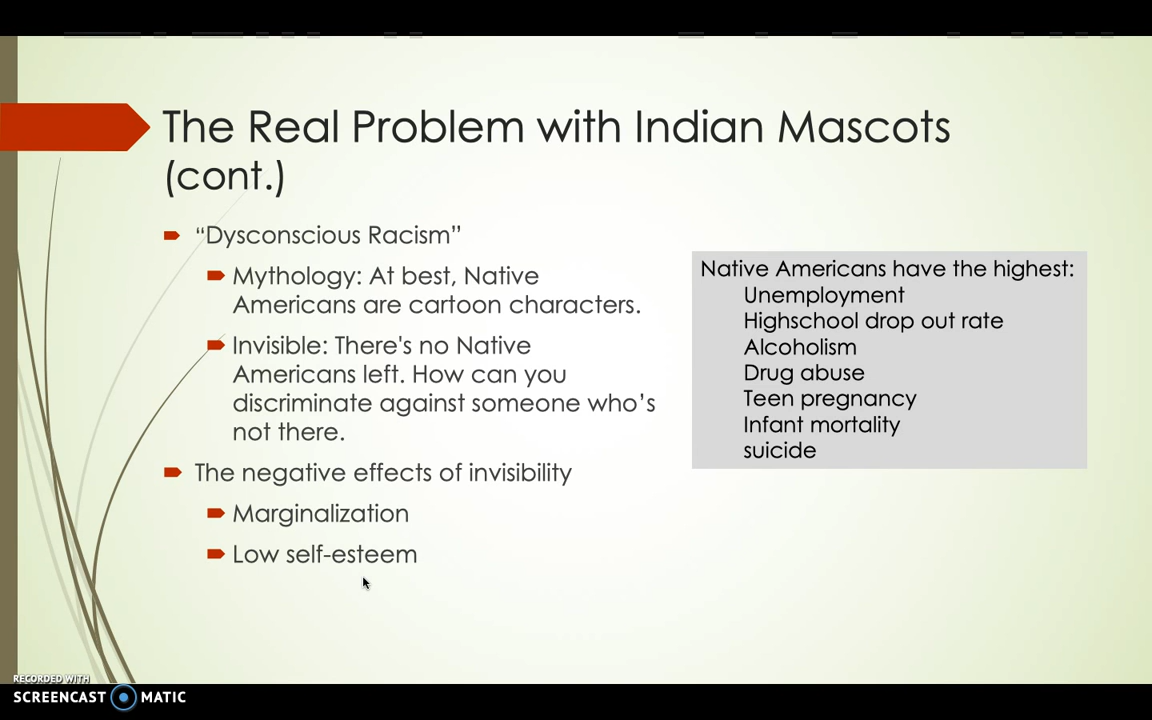 The Real Problem with Indian Mascots
(cont.)
“Dysconscious Racism”
Mythology: At best, Native
Americans are cartoon characters.
Invisible: There's no Native
Americans left. How can you
discriminate against someone who’s
not there.
The negative effects of invisibility
Marginalization
Low self-esteem
Native Americans have the highest:
Unemployment
Highschool drop out rate
Alcoholism
Drug abuse
Teen pregnancy
Infant mortality
suicide
RECORDED WITH
SCREENCAST MATIC